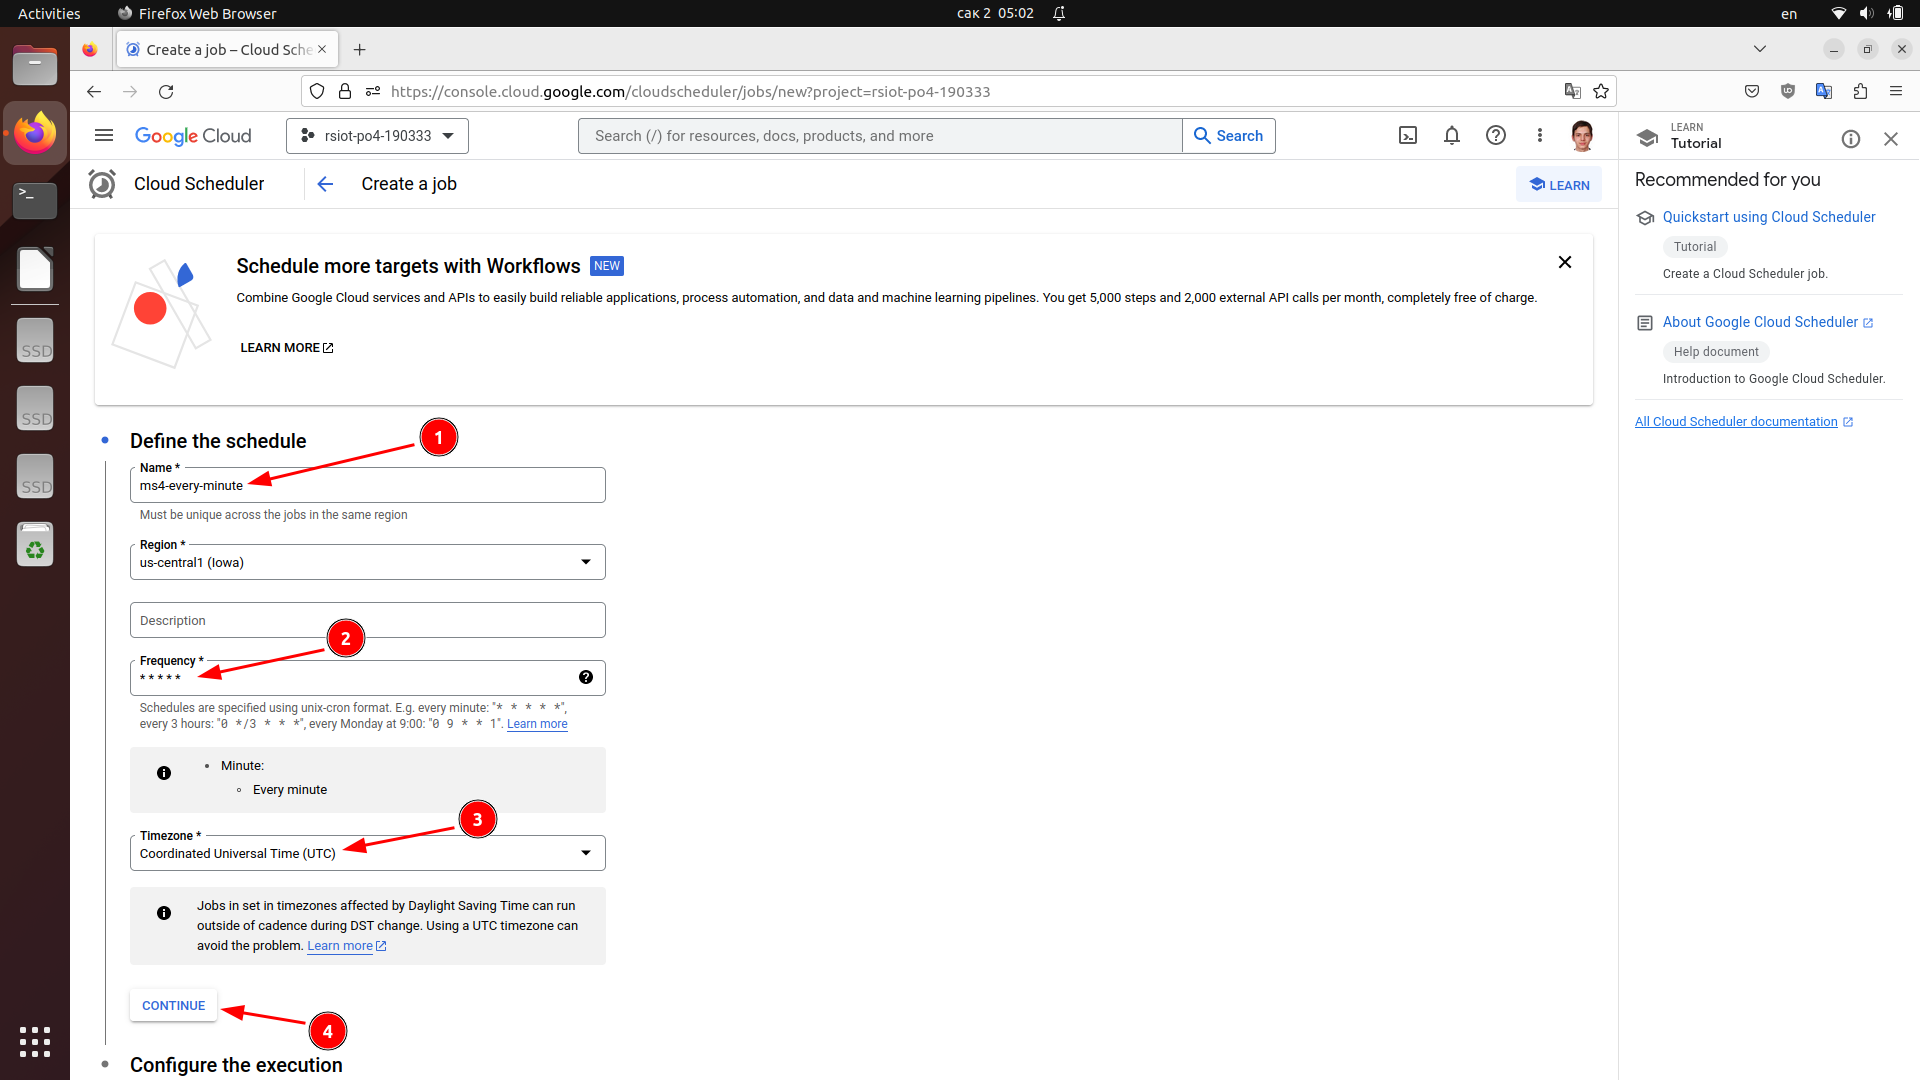 Activities
Firefox Web Browser
сак 2 05:02
en
Create a job – Cloud Sche
https://console.cloud.google.com/cloudscheduler/jobs/new?project=rsiot-po4-190333
Google Cloud
rsiot-po4-190333
Search (/) for resources, docs, products, and more
Search
LEARN
Tutorial
Cloud Scheduler
Create a job
LEARN
Recommended for you
Quickstart using Cloud Scheduler
Tutorial
Create a Cloud Scheduler job.
About Google Cloud Scheduler
Help document
Introduction to Google Cloud Scheduler.
All Cloud Scheduler documentation
Schedule more targets with Workflows NEW
Combine Google Cloud services and APIs to easily build reliable applications, process automation, and data and machine learning pipelines. You get 5,000 steps and 2,000 external API calls per month, completely free of charge.
LEARN MORE
SSD
SSD
SSD
Define the schedule
1
Name *
ms4-every-minute
Must be unique across the jobs in the same region
Region *
us-central1 (Iowa)
Description
2
Frequency *
* * * * *
Schedules are specified using unix-cron format. E.g. every minute: "* * * * *",
every 3 hours: "0 */3 * * *", every Monday at 9:00: "0 9 * * 1". Learn more
Minute:
Every minute
3
Timezone *
Coordinated Universal Time (UTC)
Jobs in set in timezones affected by Daylight Saving Time can run
outside of cadence during DST change. Using a UTC timezone can
avoid the problem. Learn more
CONTINUE
4
Configure the execution